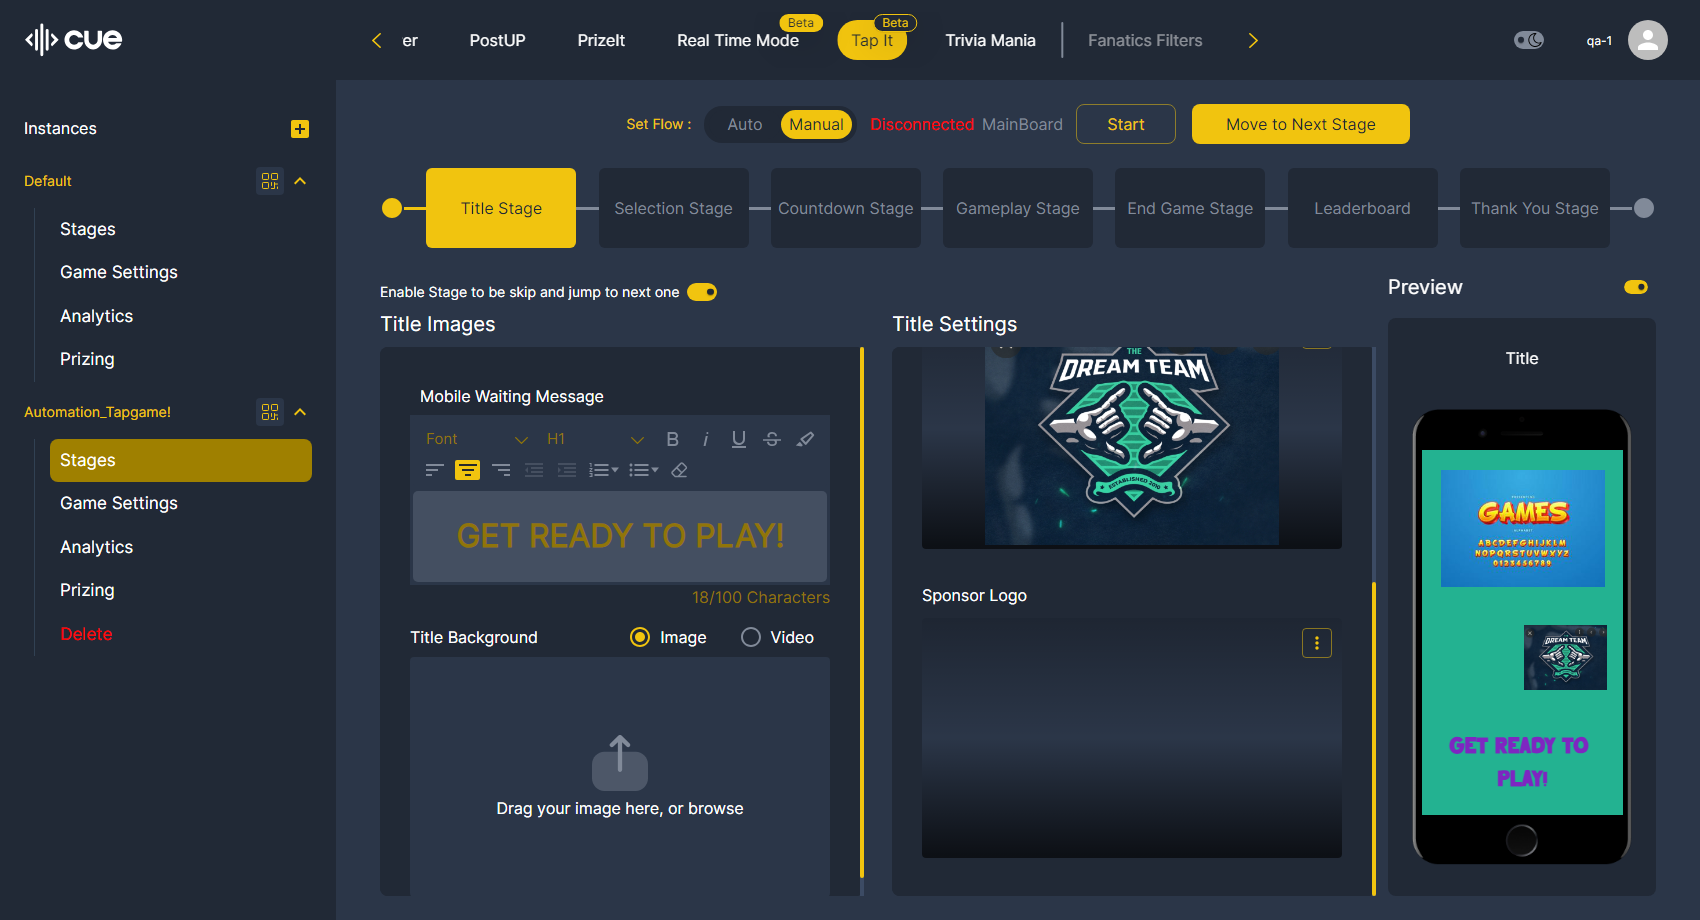 cue
er
PostUP
PrizeIt
Real Time Mode
Beta
Tap It
Beta
Trivia Mania
Fanatics Filters
qa-1
Instances
Default
Stages
Game Settings
Analytics
Prizing
Automation_Tapgame!
Stages
Game Settings
Analytics
Prizing
Delete
Set Flow :
Auto
Manual
Disconnected MainBoard
Start
Move to Next Stage
Title Stage
Selection Stage
Countdown Stage
Gameplay Stage
End Game Stage
Leaderboard
Thank You Stage
Enable Stage to be skip and jump to next one
Title Images
Mobile Waiting Message
Font
H1
B
i
U
S
GET READY TO PLAY!
18/100 Characters
Title Background
Image
Video
Drag your image here, or browse
Title Settings
THE
DREAM TEAM
ESTABLISHED 2010
Sponsor Logo
Preview
Title
GAMES
ALPHABET
ABCDEFGHIJKLM
NOPQRSTUVWXYZ
0123456789
DREAM TEAM
GET READY TO
PLAY!